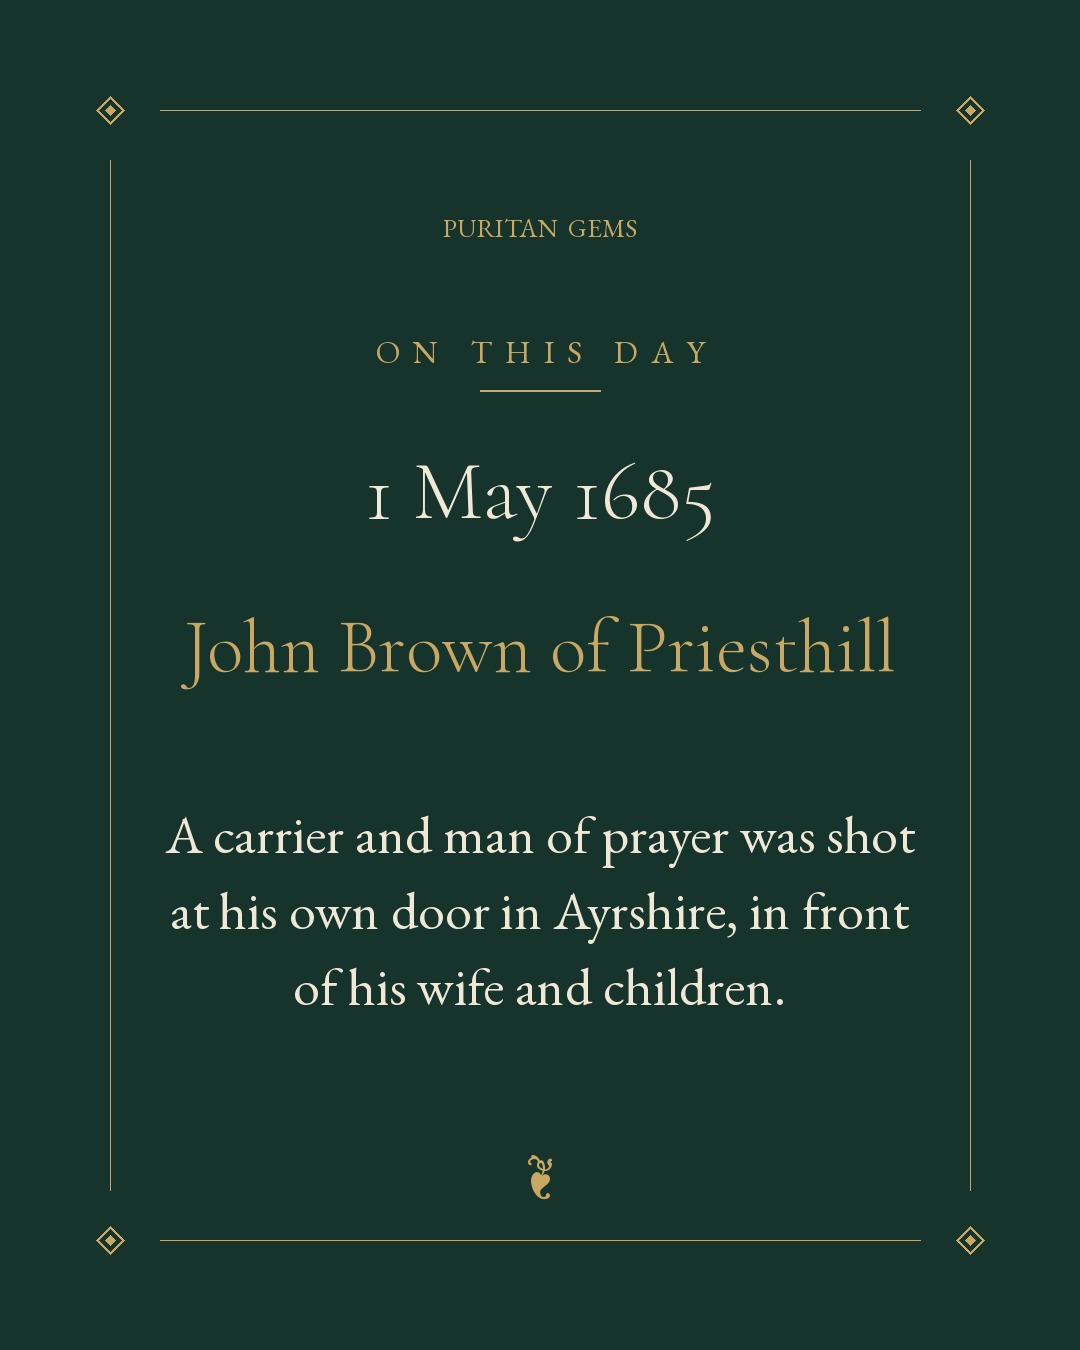 PURITAN GEMS
ON THIS DAY
1 May 1685
John Brown of Priesthill
A carrier and man of prayer was shot
at his own door in Ayrshire, in front
of his wife and children.